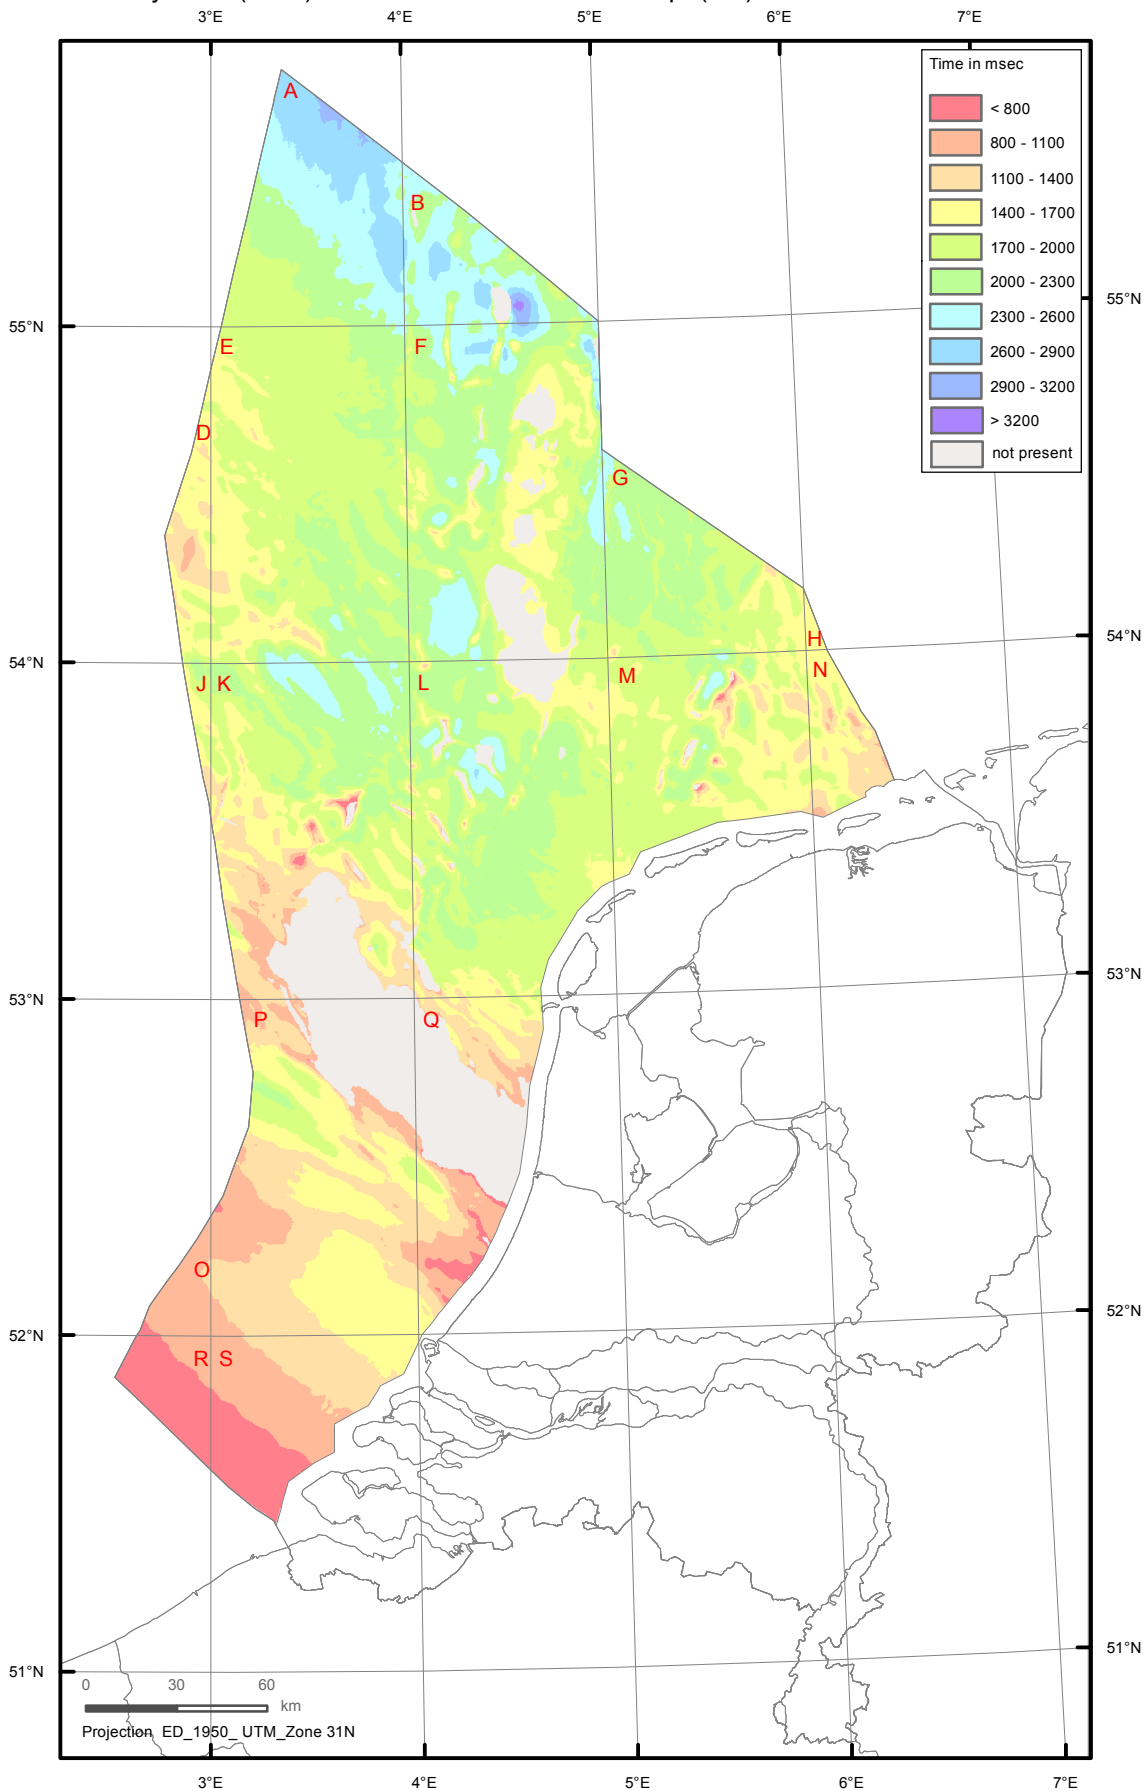 3°E 4°E 5°E 6°E 7°E
Time in msec
< 800
800 - 1100
1100 - 1400
1400 - 1700
1700 - 2000
2000 - 2300
2300 - 2600
2600 - 2900
2900 - 3200
> 3200
not present
A
B
55°N
55°N
E
F
D
G
H
54°N
54°N
J K
L
M
N
53°N
53°N
P
Q
O
52°N
52°N
R S
51°N
51°N
0 30 60
km
Projection ED_1950_ UTM_Zone 31N
3°E 4°E 5°E 6°E 7°E